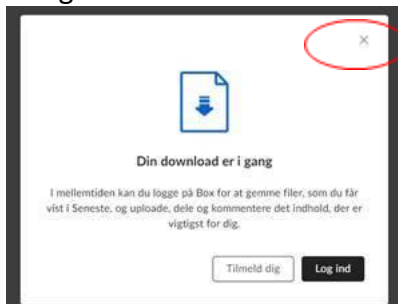 Din download er i gang
I mellemtiden kan du logge på Box for at gemme filer, som du får
vist i Seneste, og uploade, dele og kommentere det indhold, der er
vigtigst for dig.
Tilmeld dig Log ind